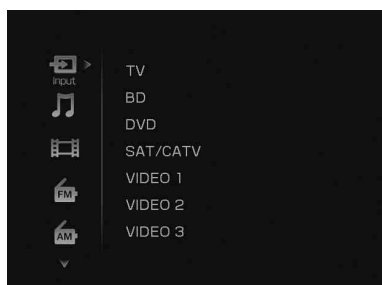 input
TV
BD
DVD
SAT/CATV
VIDEO 1
VIDEO 2
VIDEO 3
FM
AM